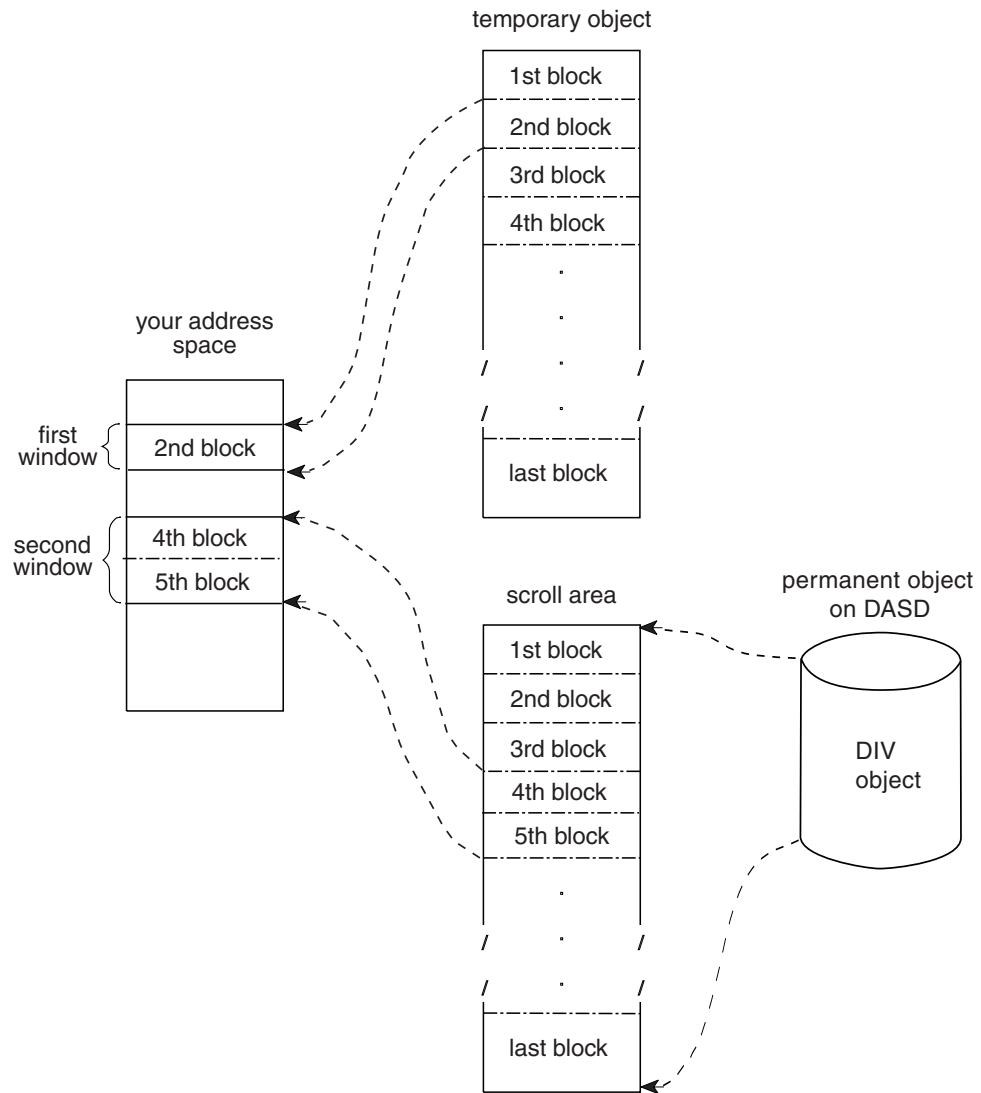 temporary object
1st block
2nd block
3rd block
4th block
last block
your address
space
first
window
2nd block
second
window
4th block
5th block
scroll area
1st block
2nd block
3rd block
4th block
5th block
last block
permanent object
on DASD
DIV
object